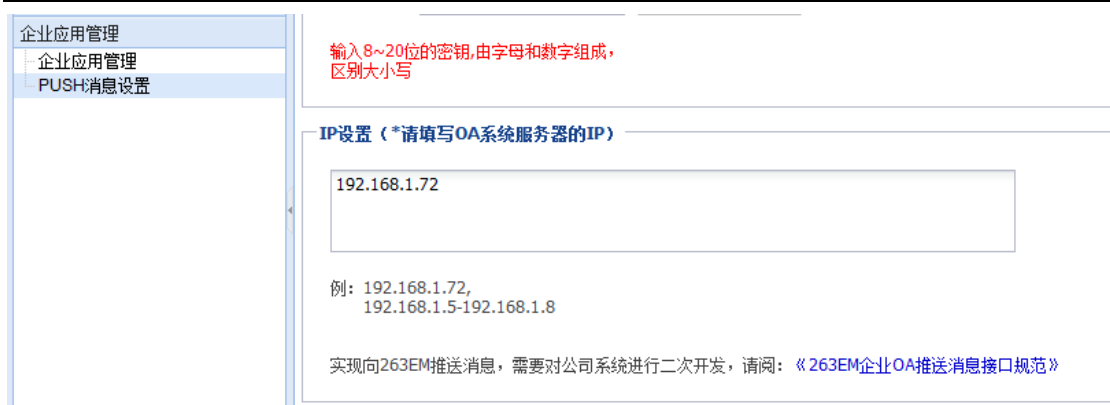 企业应用管理
企业应用管理
PUSH消息设置
输入8~20位的密钥,由字母和数字组成，
区别大小写
IP设置（*请填写OA系统服务器的IP）
192.168.1.72
例：192.168.1.72,
192.168.1.5-192.168.1.8
实现向263EM推送消息，需要对公司系统进行二次开发，请阅：《263EM企业OA推送消息接口规范》